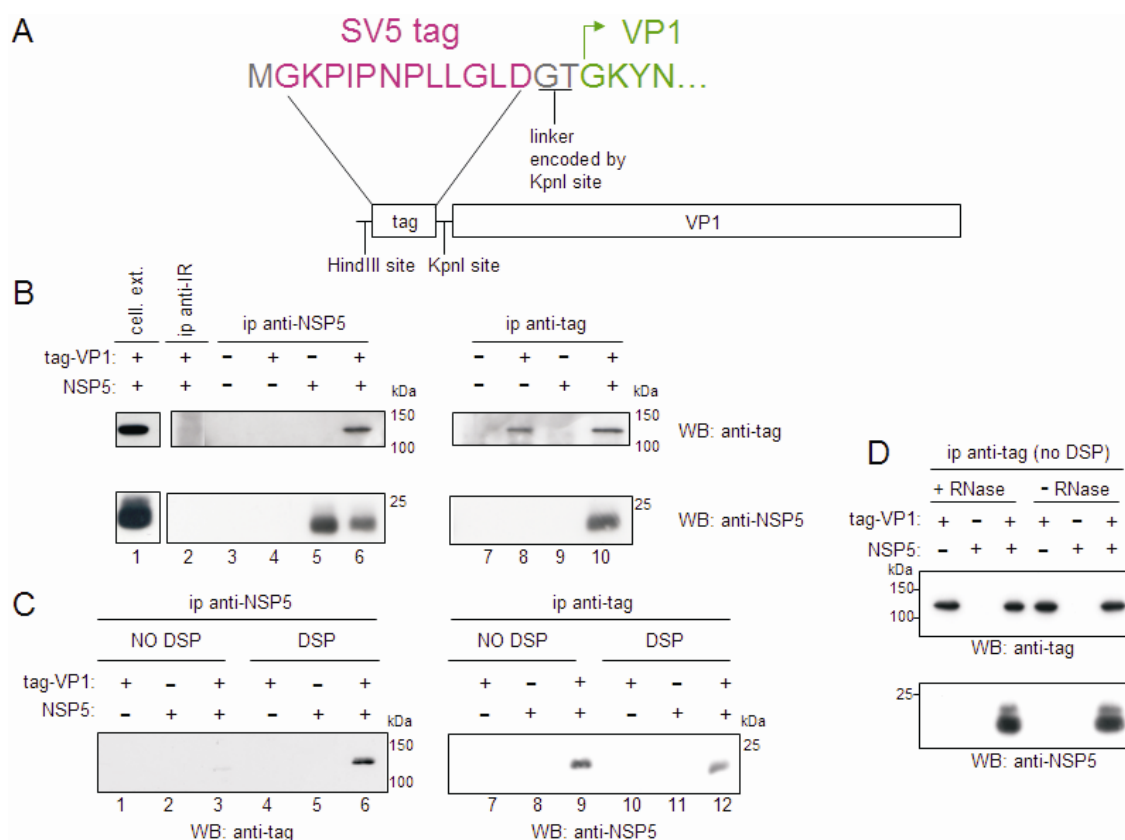 A
SV5 tag VP1
MGKPIPNPLLGLDGTGKYN...
linker
encoded by
KpnI site
tag VP1
HindIII site KpnI site
B
cell. ext.
ip anti-IR
ip anti-NSP5 ip anti-tag
tag-VP1: + + - + - + - + - +
NSP5: + + - - + + - - + +
kDa kDa
150 150
100 100
WB: anti-tag
25 25
WB: anti-NSP5
1 2 3 4 5 6 7 8 9 10
C
ip anti-NSP5 ip anti-tag
NO DSP DSP NO DSP DSP
tag-VP1: + - + + - + + - + + - +
NSP5: - + + - + + - + + - + +
kDa kDa
150 25
100
1 2 3 4 5 6 7 8 9 10 11 12
WB: anti-tag WB: anti-NSP5
D
ip anti-tag (no DSP)
+ RNase - RNase
tag-VP1: + - + + - +
NSP5: - + + - + +
kDa
150
100
WB: anti-tag
25
WB: anti-NSP5